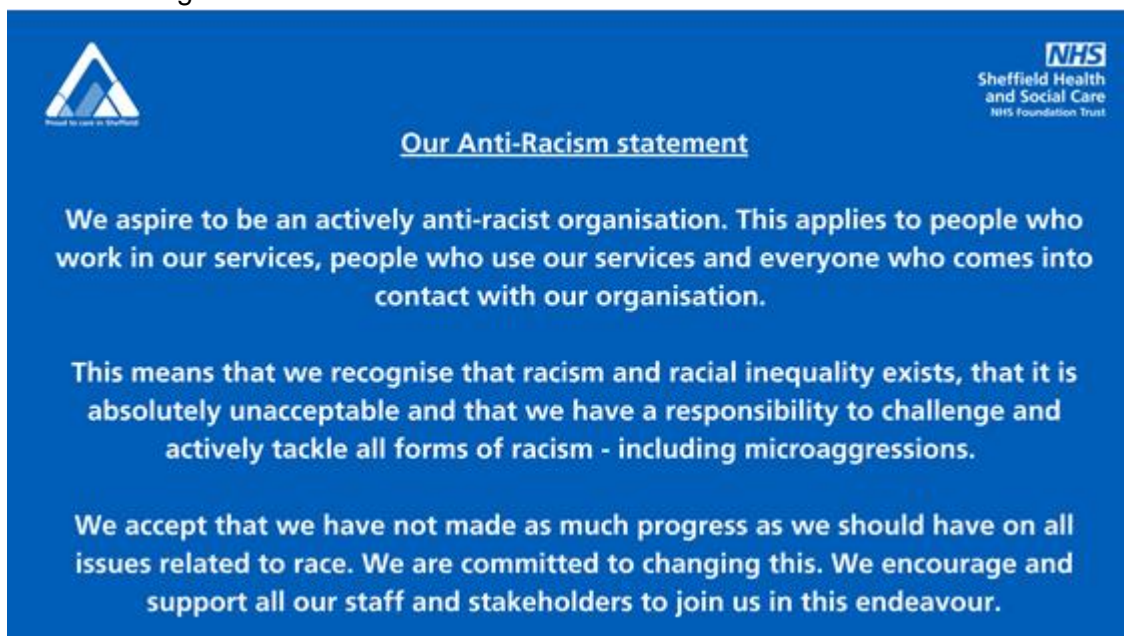 Proud to care in Sheffield
NHS
Sheffield Health
and Social Care
NHS Foundation Trust
Our Anti-Racism statement
We aspire to be an actively anti-racist organisation. This applies to people who
work in our services, people who use our services and everyone who comes into
contact with our organisation.
This means that we recognise that racism and racial inequality exists, that it is
absolutely unacceptable and that we have a responsibility to challenge and
actively tackle all forms of racism - including microaggressions.
We accept that we have not made as much progress as we should have on all
issues related to race. We are committed to changing this. We encourage and
support all our staff and stakeholders to join us in this endeavour.